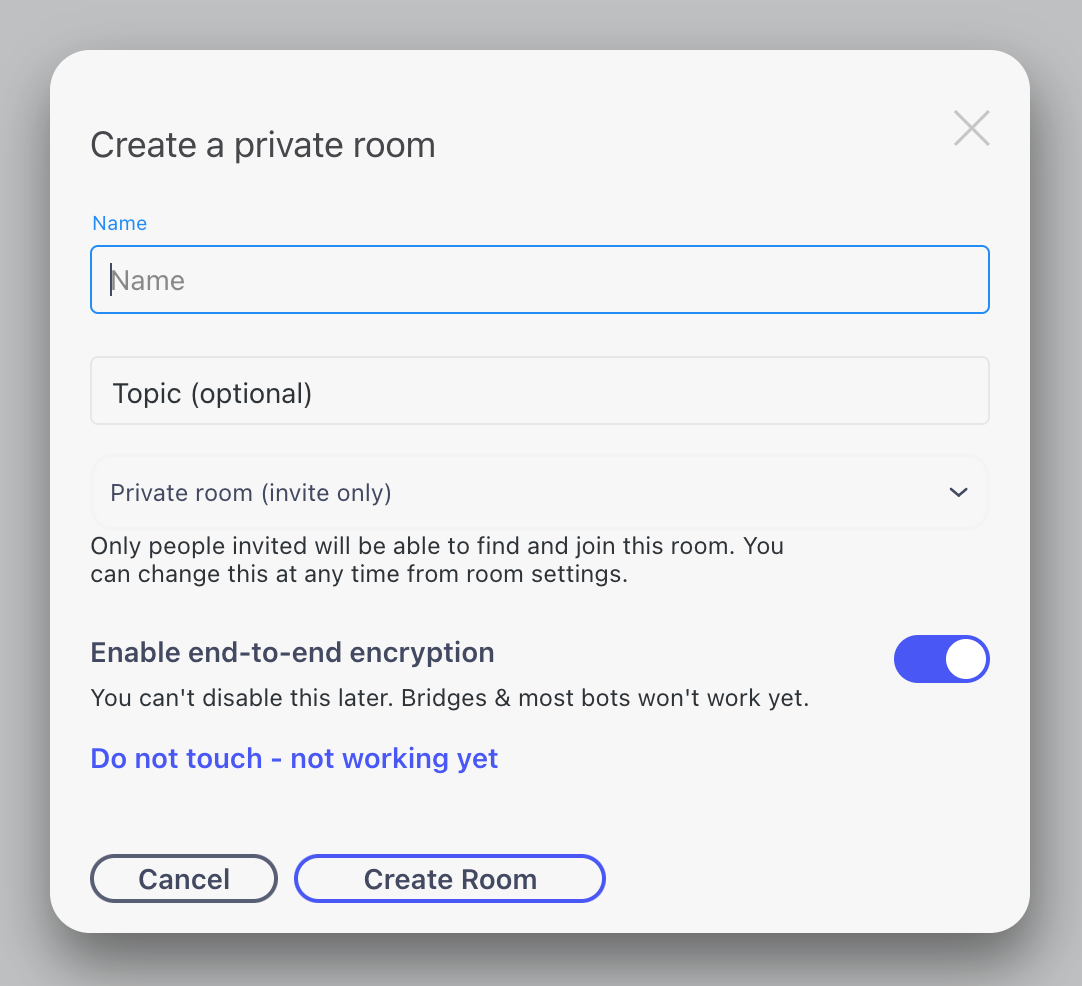 Create a private room
Name
Name
Topic (optional)
Private room (invite only)
Only people invited will be able to find and join this room. You
can change this at any time from room settings.
Enable end-to-end encryption
You can't disable this later. Bridges & most bots won't work yet.
Do not touch - not working yet
Cancel
Create Room